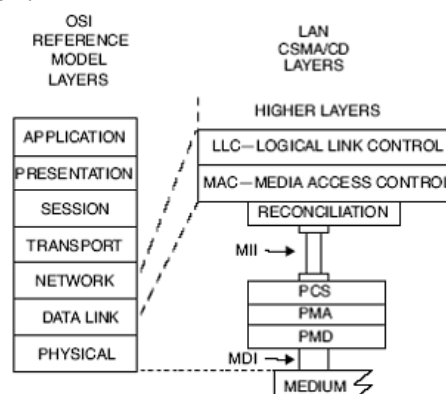 OSI
REFERENCE
MODEL
LAYERS
LAN
CSMA/CD
LAYERS
HIGHER LAYERS
APPLICATION
PRESENTATION
SESSION
TRANSPORT
NETWORK
DATA LINK
PHYSICAL
LLC—LOGICAL LINK CONTROL
MAC—MEDIA ACCESS CONTROL
RECONCILIATION
MII
PCS
PMA
PMD
MDI
MEDIUM